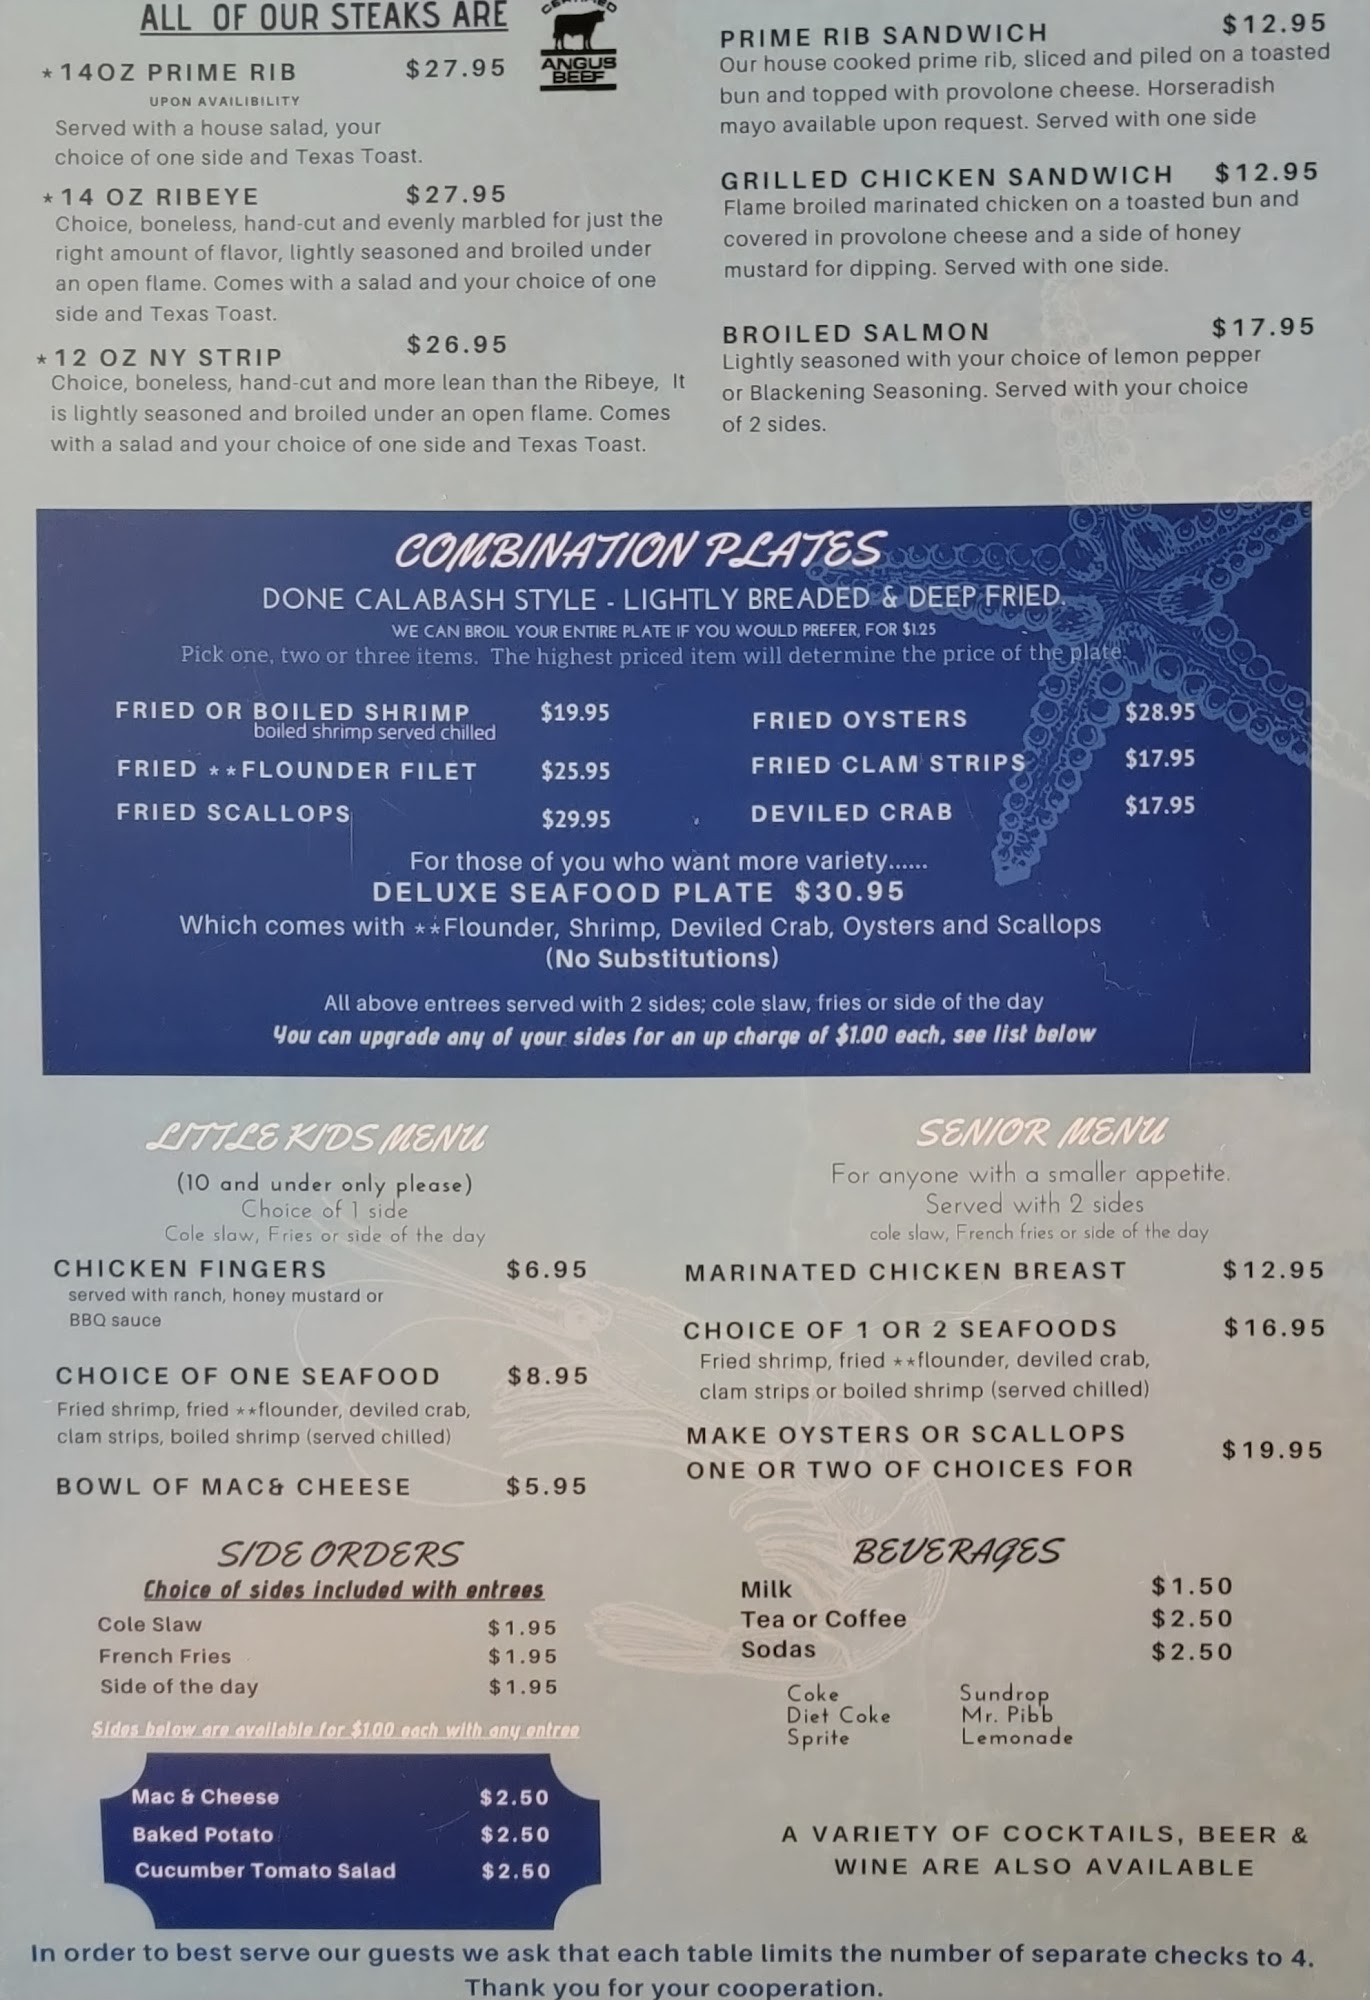 ALL OF OUR STEAKS ARE
CERTIFIED
ANGUS
BEEF
*14OZ PRIME RIB $27.95
UPON AVAILIBILITY
Served with a house salad, your
choice of one side and Texas Toast.
*14 OZ RIBEYE $27.95
Choice, boneless, hand-cut and evenly marbled for just the
right amount of flavor, lightly seasoned and broiled under
an open flame. Comes with a salad and your choice of one
side and Texas Toast.
*12 OZ NY STRIP $26.95
Choice, boneless, hand-cut and more lean than the Ribeye, It
is lightly seasoned and broiled under an open flame. Comes
with a salad and your choice of one side and Texas Toast.
PRIME RIB SANDWICH $12.95
Our house cooked prime rib, sliced and piled on a toasted
bun and topped with provolone cheese. Horseradish
mayo available upon request. Served with one side
GRILLED CHICKEN SANDWICH $12.95
Flame broiled marinated chicken on a toasted bun and
covered in provolone cheese and a side of honey
mustard for dipping. Served with one side.
BROILED SALMON $17.95
Lightly seasoned with your choice of lemon pepper
or Blackening Seasoning. Served with your choice
of 2 sides.
COMBINATION PLATES
DONE CALABASH STYLE - LIGHTLY BREADED & DEEP FRIED.
WE CAN BROIL YOUR ENTIRE PLATE IF YOU WOULD PREFER, FOR $1.25
Pick one, two or three items. The highest priced item will determine the price of the plate.
FRIED OR BOILED SHRIMP $19.95
boiled shrimp served chilled
FRIED **FLOUNDER FILET $25.95
FRIED SCALLOPS $29.95
FRIED OYSTERS $28.95
FRIED CLAM STRIPS $17.95
DEVILED CRAB $17.95
For those of you who want more variety......
DELUXE SEAFOOD PLATE $30.95
Which comes with **Flounder, Shrimp, Deviled Crab, Oysters and Scallops
(No Substitutions)
All above entrees served with 2 sides; cole slaw, fries or side of the day
You can upgrade any of your sides for an up charge of $1.00 each, see list below
LITTLE KIDS MENU
(10 and under only please)
Choice of 1 side
Cole slaw, Fries or side of the day
CHICKEN FINGERS $6.95
served with ranch, honey mustard or
BBQ sauce
CHOICE OF ONE SEAFOOD $8.95
Fried shrimp, fried **flounder, deviled crab,
clam strips, boiled shrimp (served chilled)
BOWL OF MAC& CHEESE $5.95
SENIOR MENU
For anyone with a smaller appetite.
Served with 2 sides
cole slaw, French fries or side of the day
MARINATED CHICKEN BREAST $12.95
CHOICE OF 1 OR 2 SEAFOODS $16.95
Fried shrimp, fried **flounder, deviled crab,
clam strips or boiled shrimp (served chilled)
MAKE OYSTERS OR SCALLOPS
ONE OR TWO OF CHOICES FOR $19.95
SIDE ORDERS
Choice of sides included with entrees
Cole Slaw $1.95
French Fries $1.95
Side of the day $1.95
Sides below are available for $1.00 each with any entree
Mac & Cheese $2.50
Baked Potato $2.50
Cucumber Tomato Salad $2.50
BEVERAGES
Milk $1.50
Tea or Coffee $2.50
Sodas $2.50
Coke Sundrop
Diet Coke Mr. Pibb
Sprite Lemonade
A VARIETY OF COCKTAILS, BEER &
WINE ARE ALSO AVAILABLE
In order to best serve our guests we ask that each table limits the number of separate checks to 4.
Thank you for your cooperation.